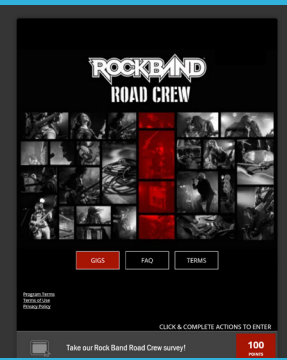 ROCKBAND
ROAD CREW
GIGS
FAQ
TERMS
Program Terms
Terms of Use
Privacy Policy
CLICK & COMPLETE ACTIONS TO ENTER
Take our Rock Band Road Crew survey!
100
POINTS